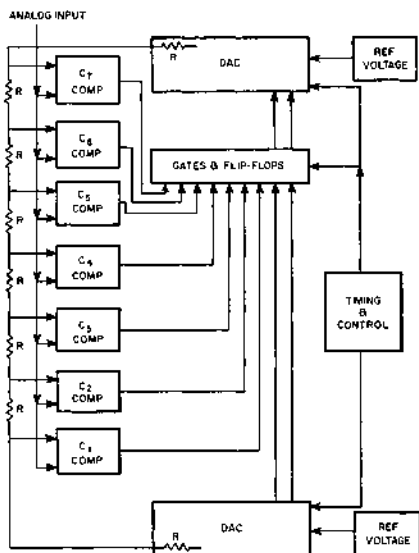 ANALOG INPUT
R
DAC
REF
VOLTAGE
C7
COMP
R
C6
COMP
GATES & FLIP-FLOPS
R
C5
COMP
R
C4
COMP
R
TIMING
&
CONTROL
C3
COMP
R
C2
COMP
R
C1
COMP
R
DAC
REF
VOLTAGE